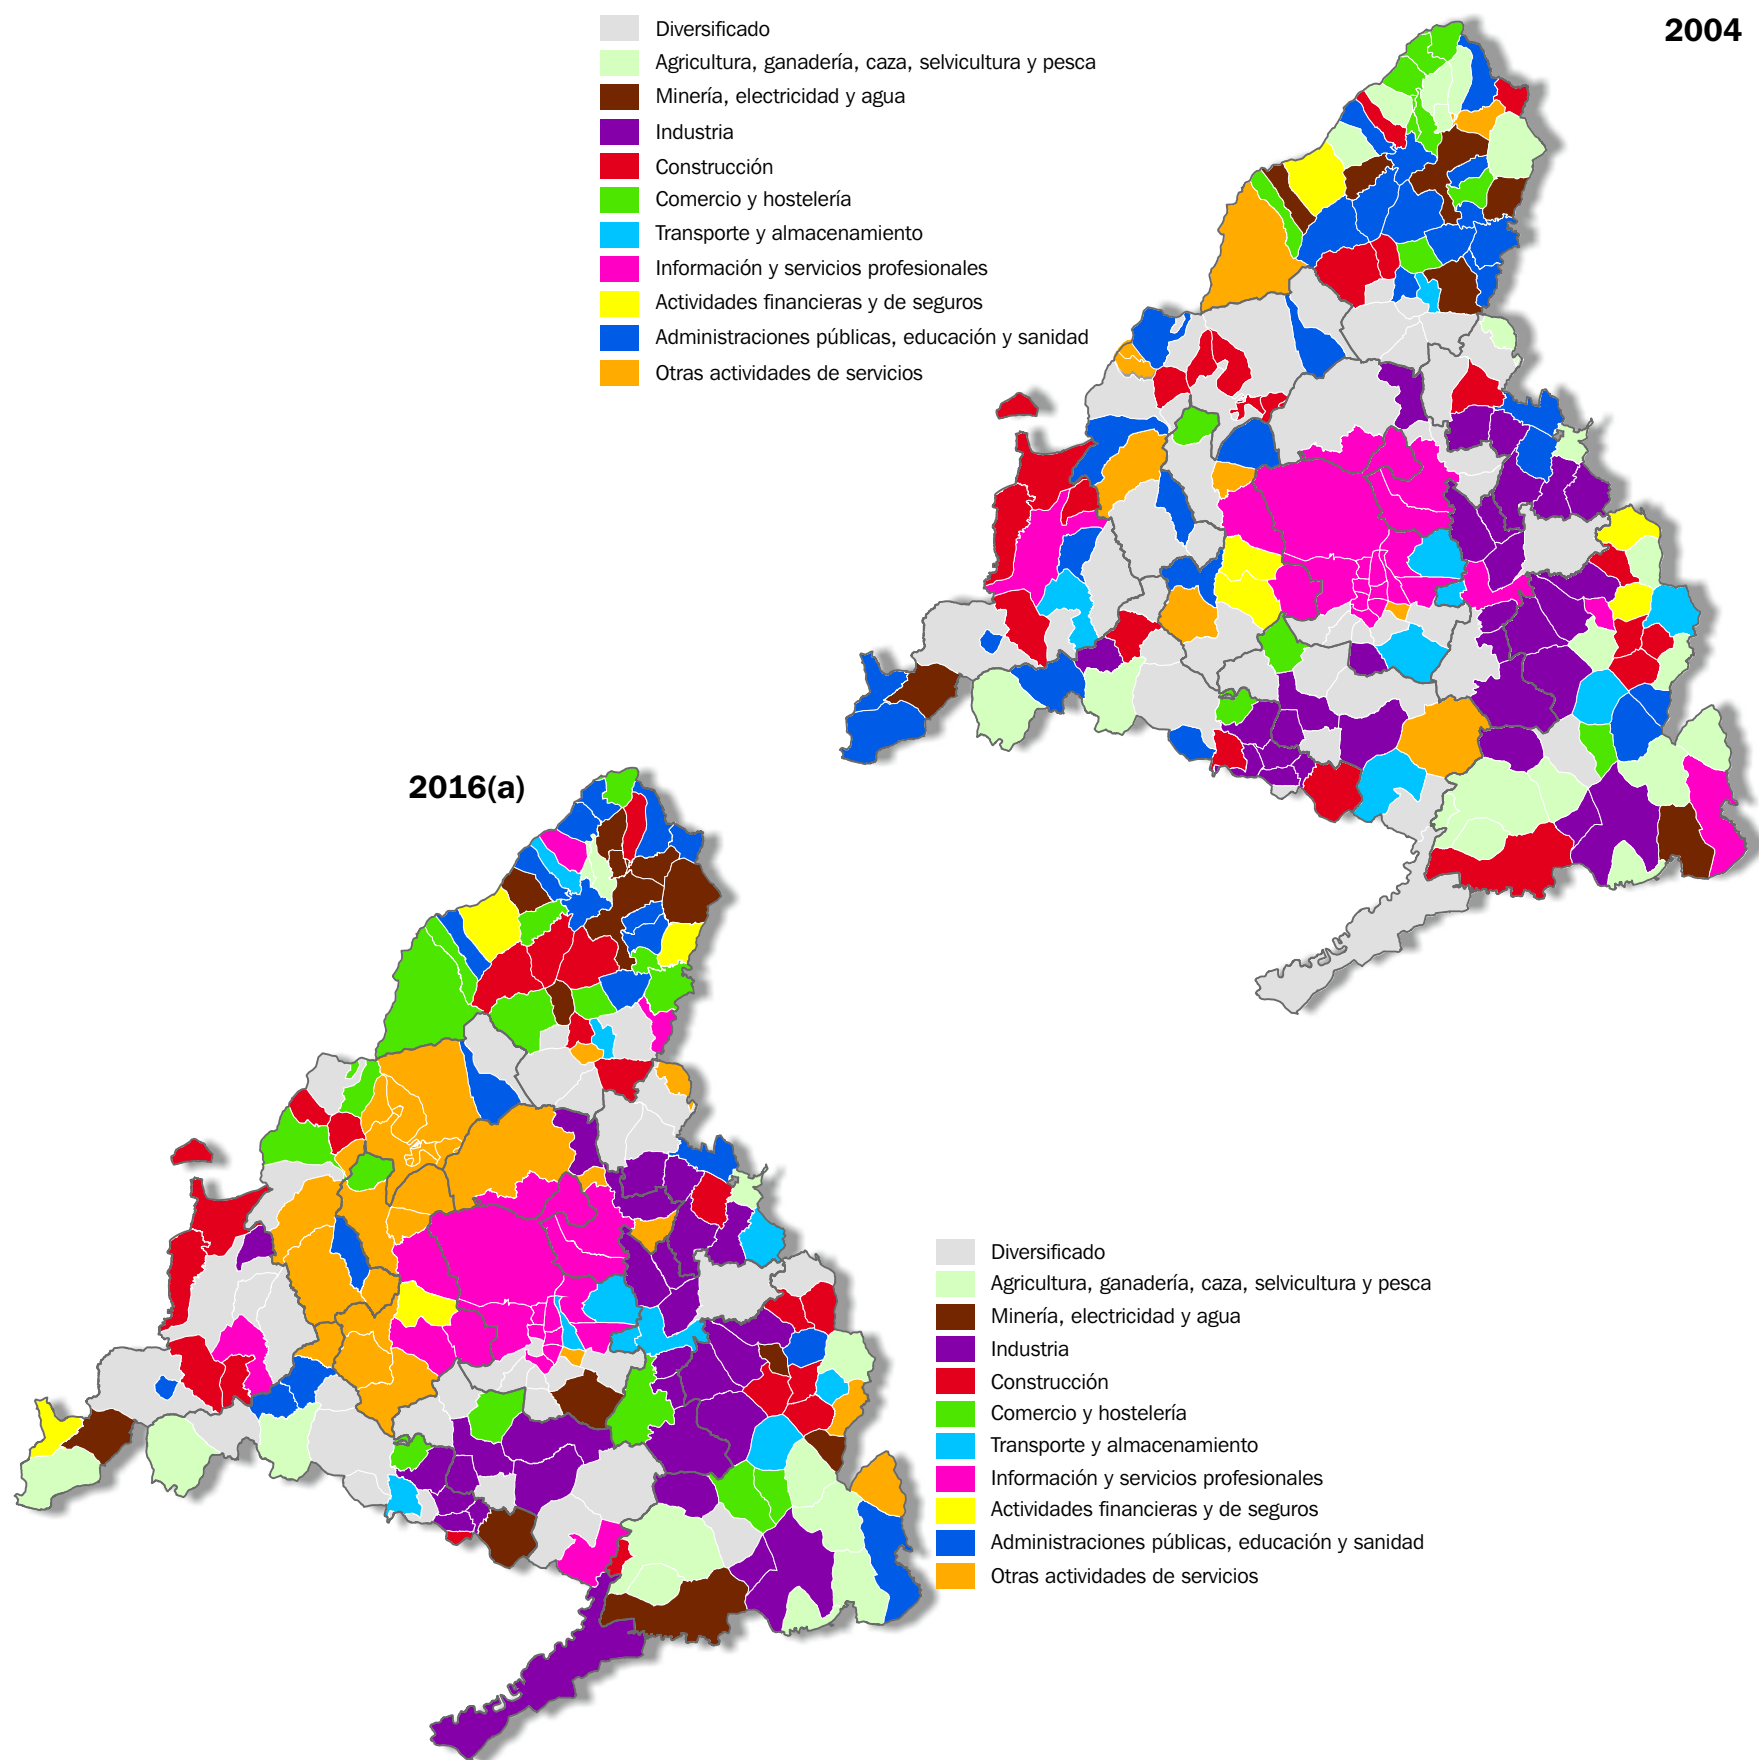 2004
Diversificado
Agricultura, ganadería, caza, selvicultura y pesca
Minería, electricidad y agua
Industria
Construcción
Comercio y hostelería
Transporte y almacenamiento
Información y servicios profesionales
Actividades financieras y de seguros
Administraciones públicas, educación y sanidad
Otras actividades de servicios
2016(a)
Diversificado
Agricultura, ganadería, caza, selvicultura y pesca
Minería, electricidad y agua
Industria
Construcción
Comercio y hostelería
Transporte y almacenamiento
Información y servicios profesionales
Actividades financieras y de seguros
Administraciones públicas, educación y sanidad
Otras actividades de servicios